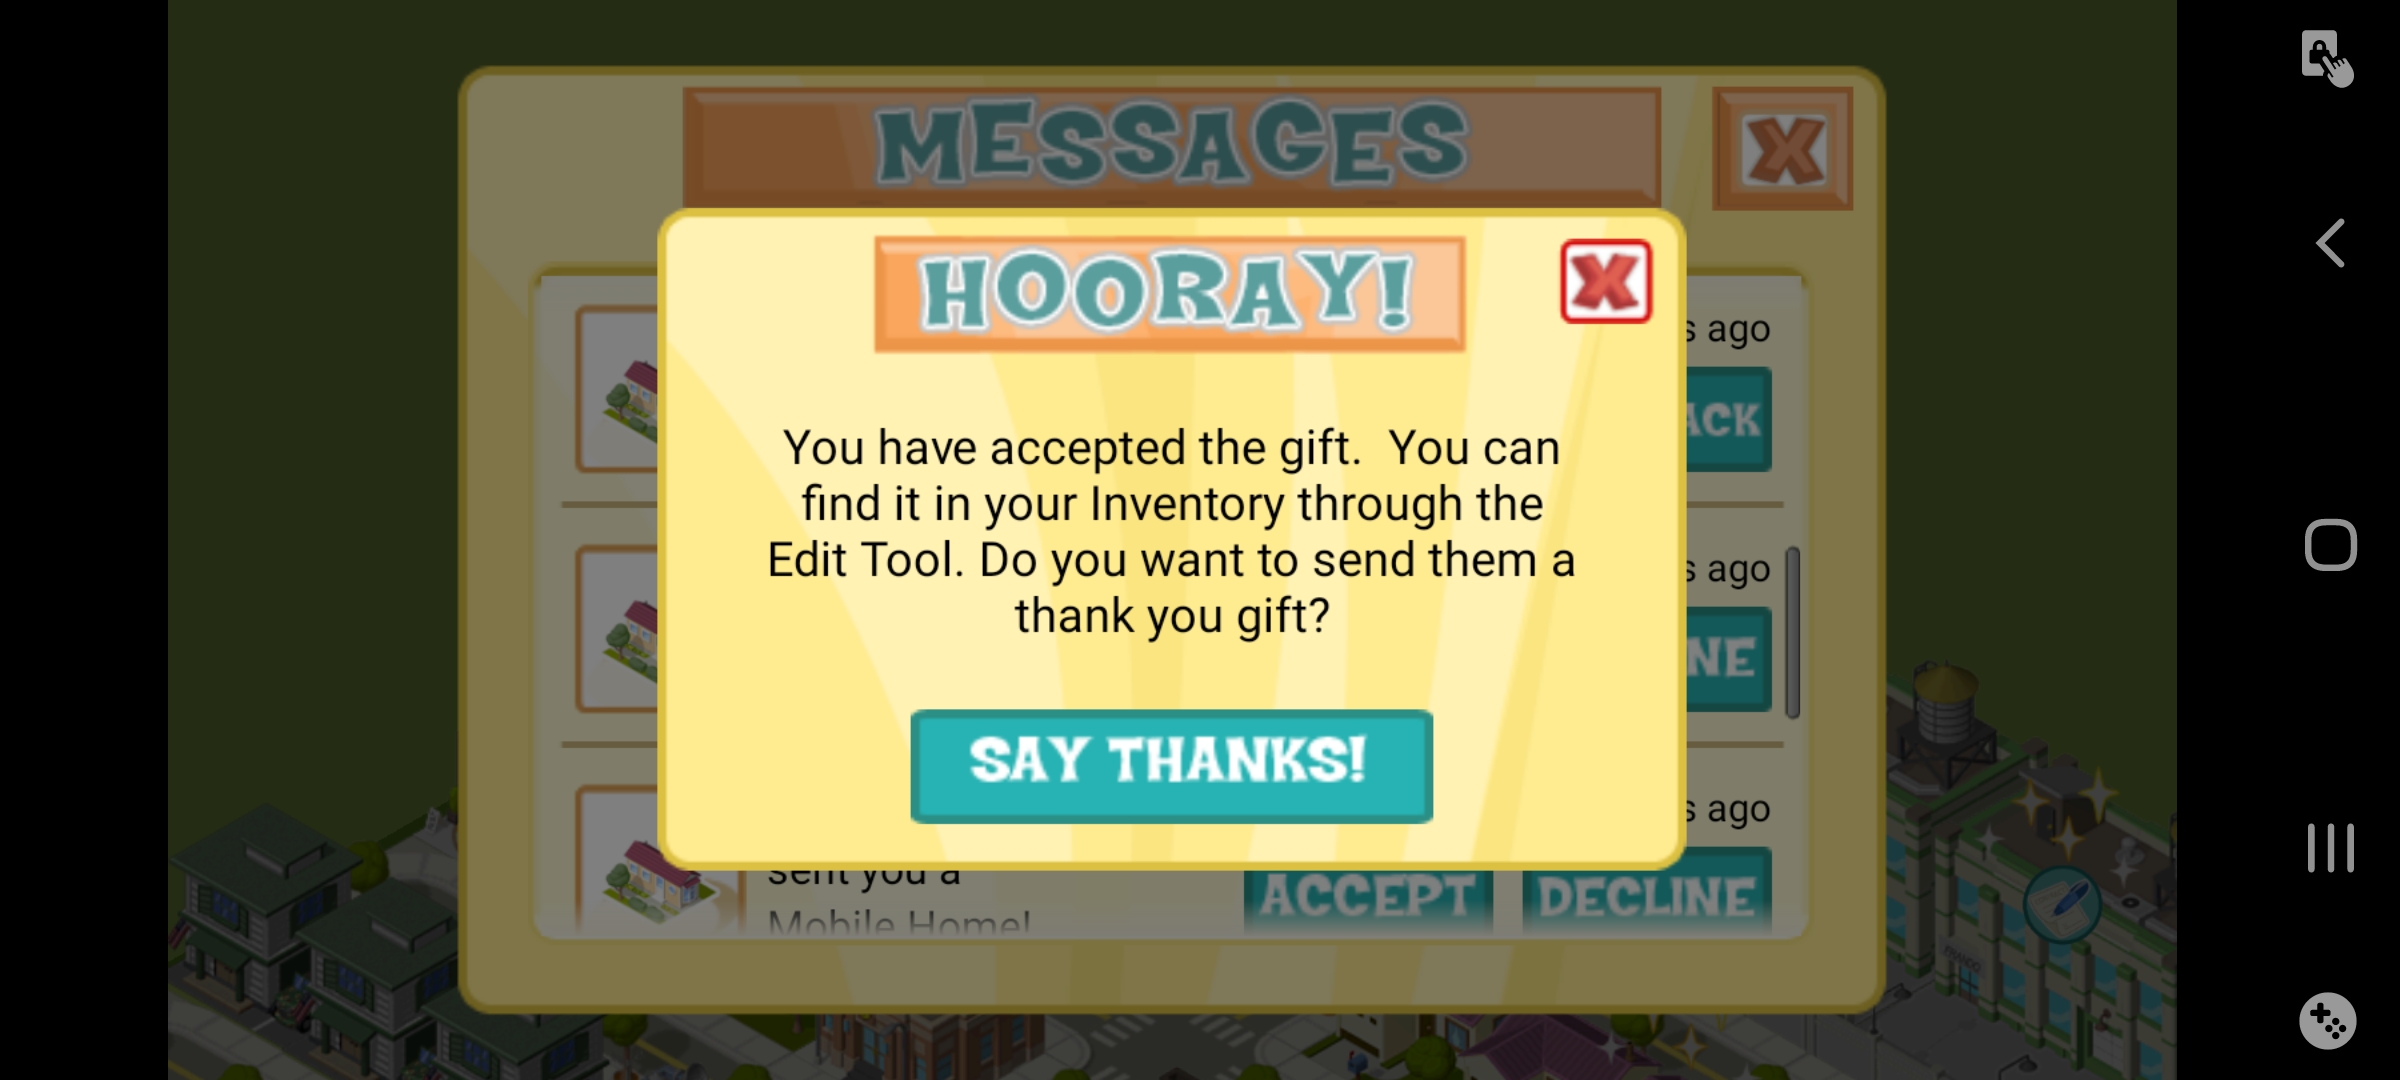 MESSAGES
X
HOORAY!
X
s ago
ACK
You have accepted the gift.  You can
find it in your Inventory through the
Edit Tool. Do you want to send them a
thank you gift?
s ago
NE
SAY THANKS!
s ago
sent you a
Mobile Home!
ACCEPT
DECLINE